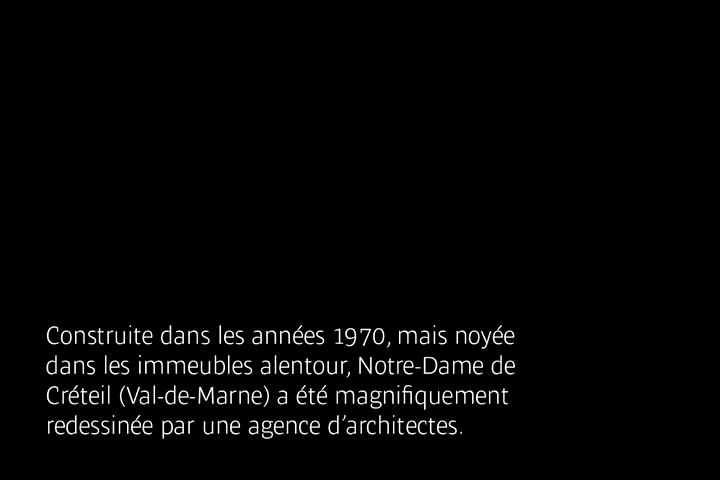 Construite dans les années 1970, mais noyée
dans les immeubles alentour, Notre-Dame de
Créteil (Val-de-Marne) a été magnifiquement
redessinée par une agence d’architectes.